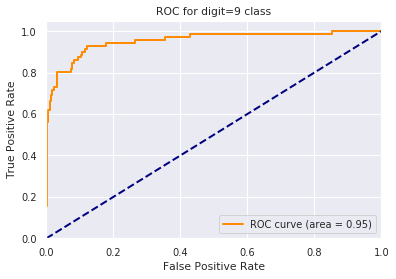 ROC for digit=9 class
True Positive Rate
1.0
0.8
0.6
0.4
0.2
0.0
ROC curve (area = 0.95)
0.0 0.2 0.4 0.6 0.8 1.0
False Positive Rate